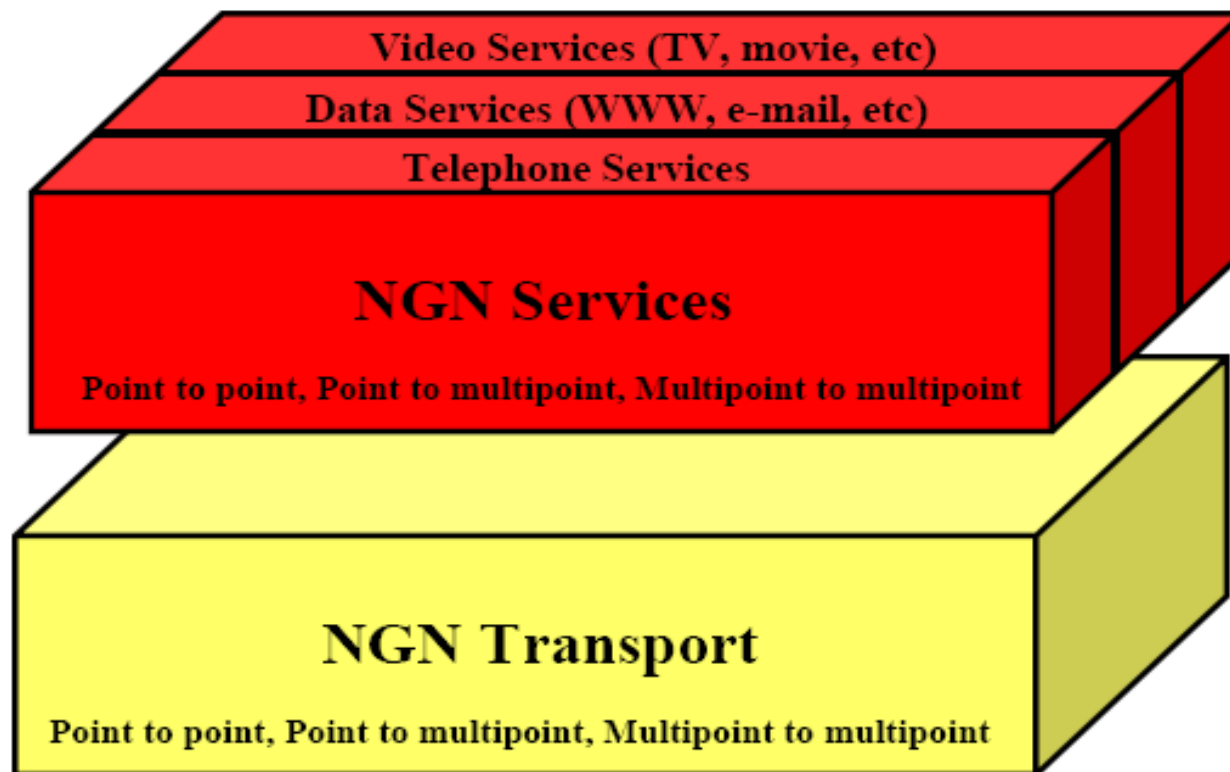 Video Services (TV, movie, etc)
Data Services (WWW, e-mail, etc)
Telephone Services
NGN Services
Point to point, Point to multipoint, Multipoint to multipoint
NGN Transport
Point to point, Point to multipoint, Multipoint to multipoint